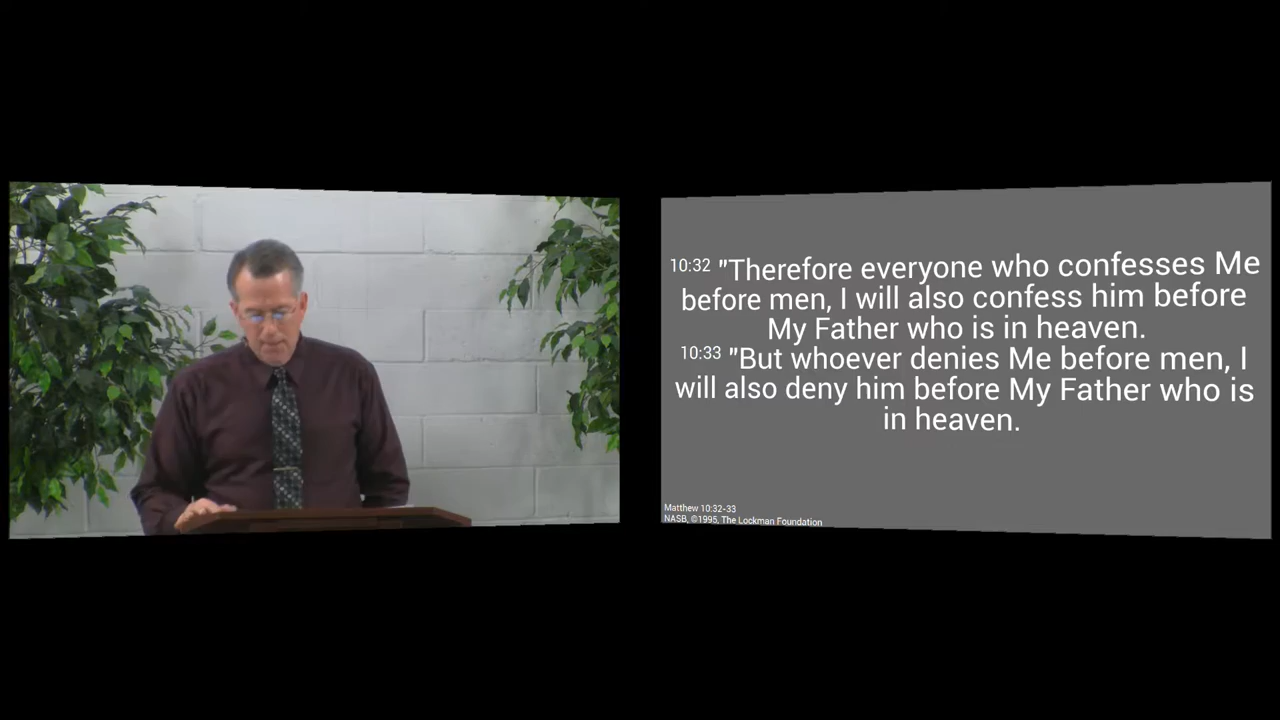 10:32 "Therefore everyone who confesses Me
before men, I will also confess him before
My Father who is in heaven.
10:33 "But whoever denies Me before men, I
will also deny him before My Father who is
in heaven.
Matthew 10:32-33
NASB, ©1995, The Lockman Foundation